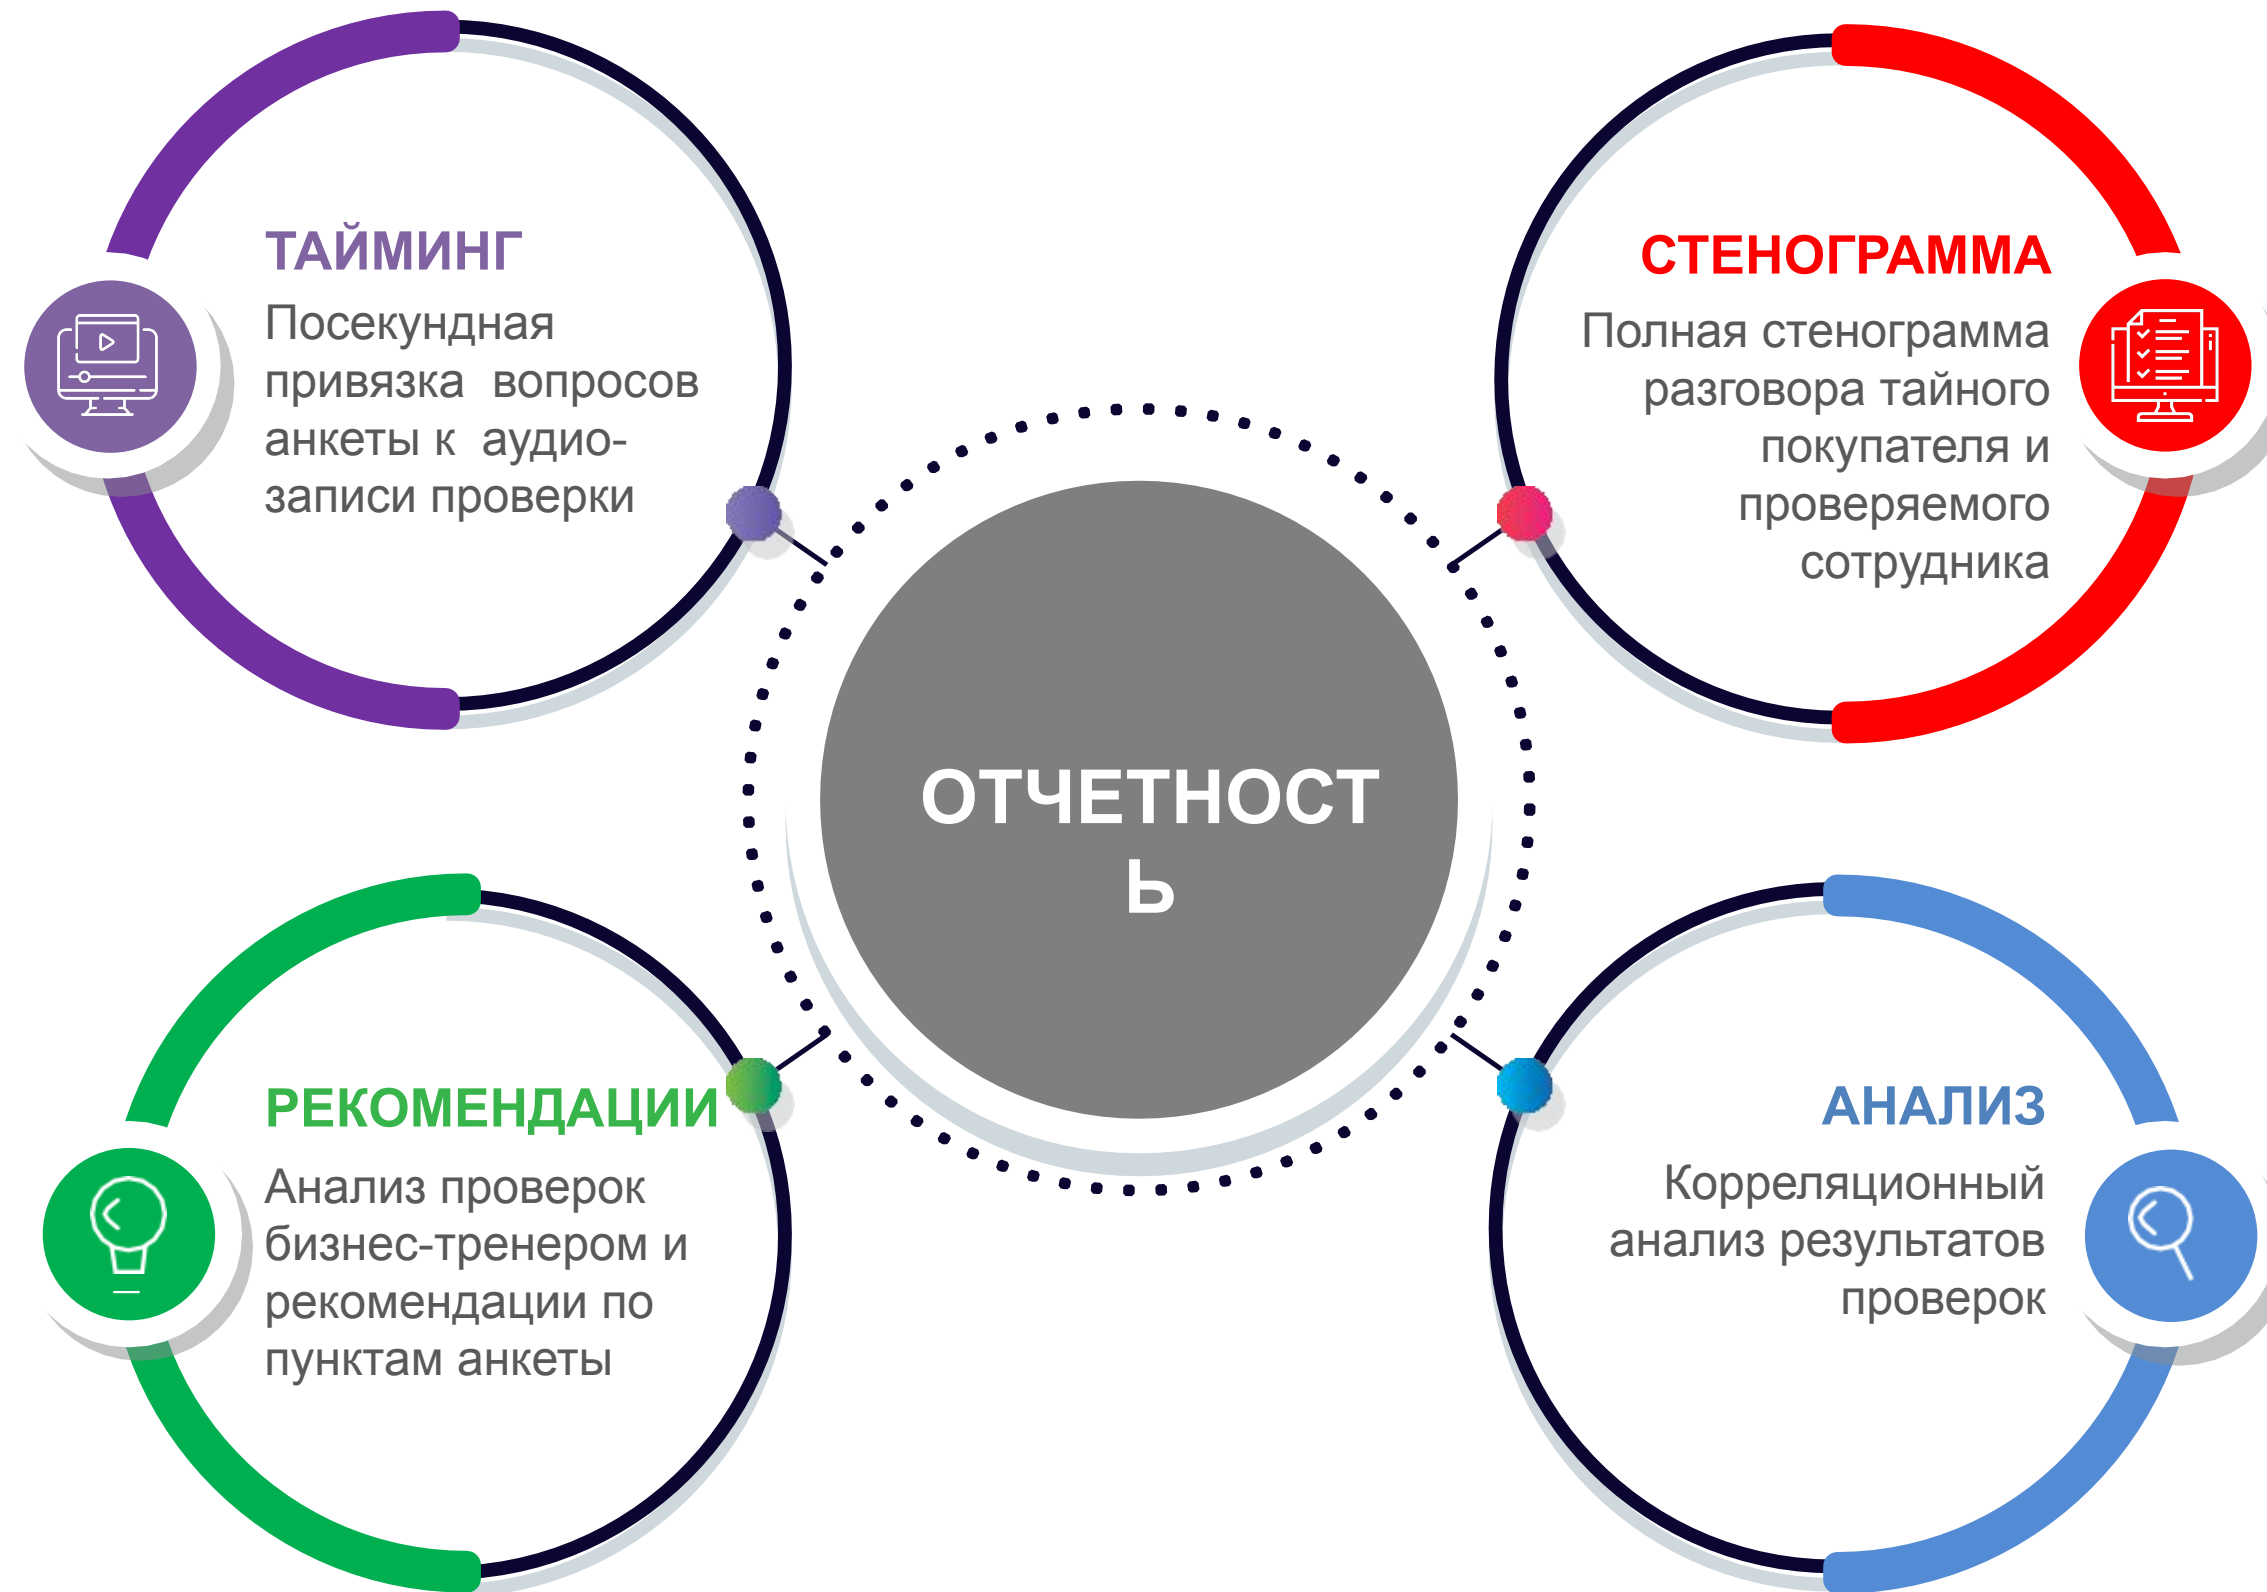 ТАЙМИНГ
Посекундная
привязка  вопросов
анкеты к  аудио-
записи проверки
СТЕНОГРАММА
Полная стенограмма
разговора тайного
покупателя и
проверяемого
сотрудника
ОТЧЕТНОСТ
Ь
РЕКОМЕНДАЦИИ
Анализ проверок
бизнес-тренером и
рекомендации по
пунктам анкеты
АНАЛИЗ
Корреляционный
анализ результатов
проверок